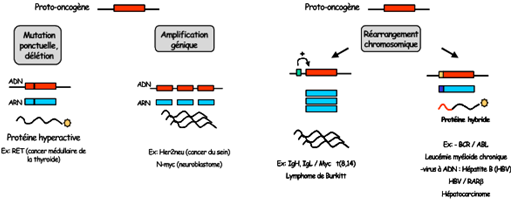 Proto-oncogène
Mutation
ponctuelle,
délétion
Amplification
génique
ADN
ARN
Protéine hyperactive
Ex: RET (cancer médullaire de
la thyroide)
ADN
ARN
Ex: Her2neu (cancer du sein)
N-myc (neuroblastome)
Proto-oncogène
Réarrangement
chromosomique
+
Ex: IgH, IgL / Myc t(8,14)
Lymphome de Burkitt
Protéine hybride
Ex: - BCR / ABL
Leucémie myéloïde chronique
-virus à ADN : Hépatite B (HBV)
HBV / RARβ
Hépatocarcinome